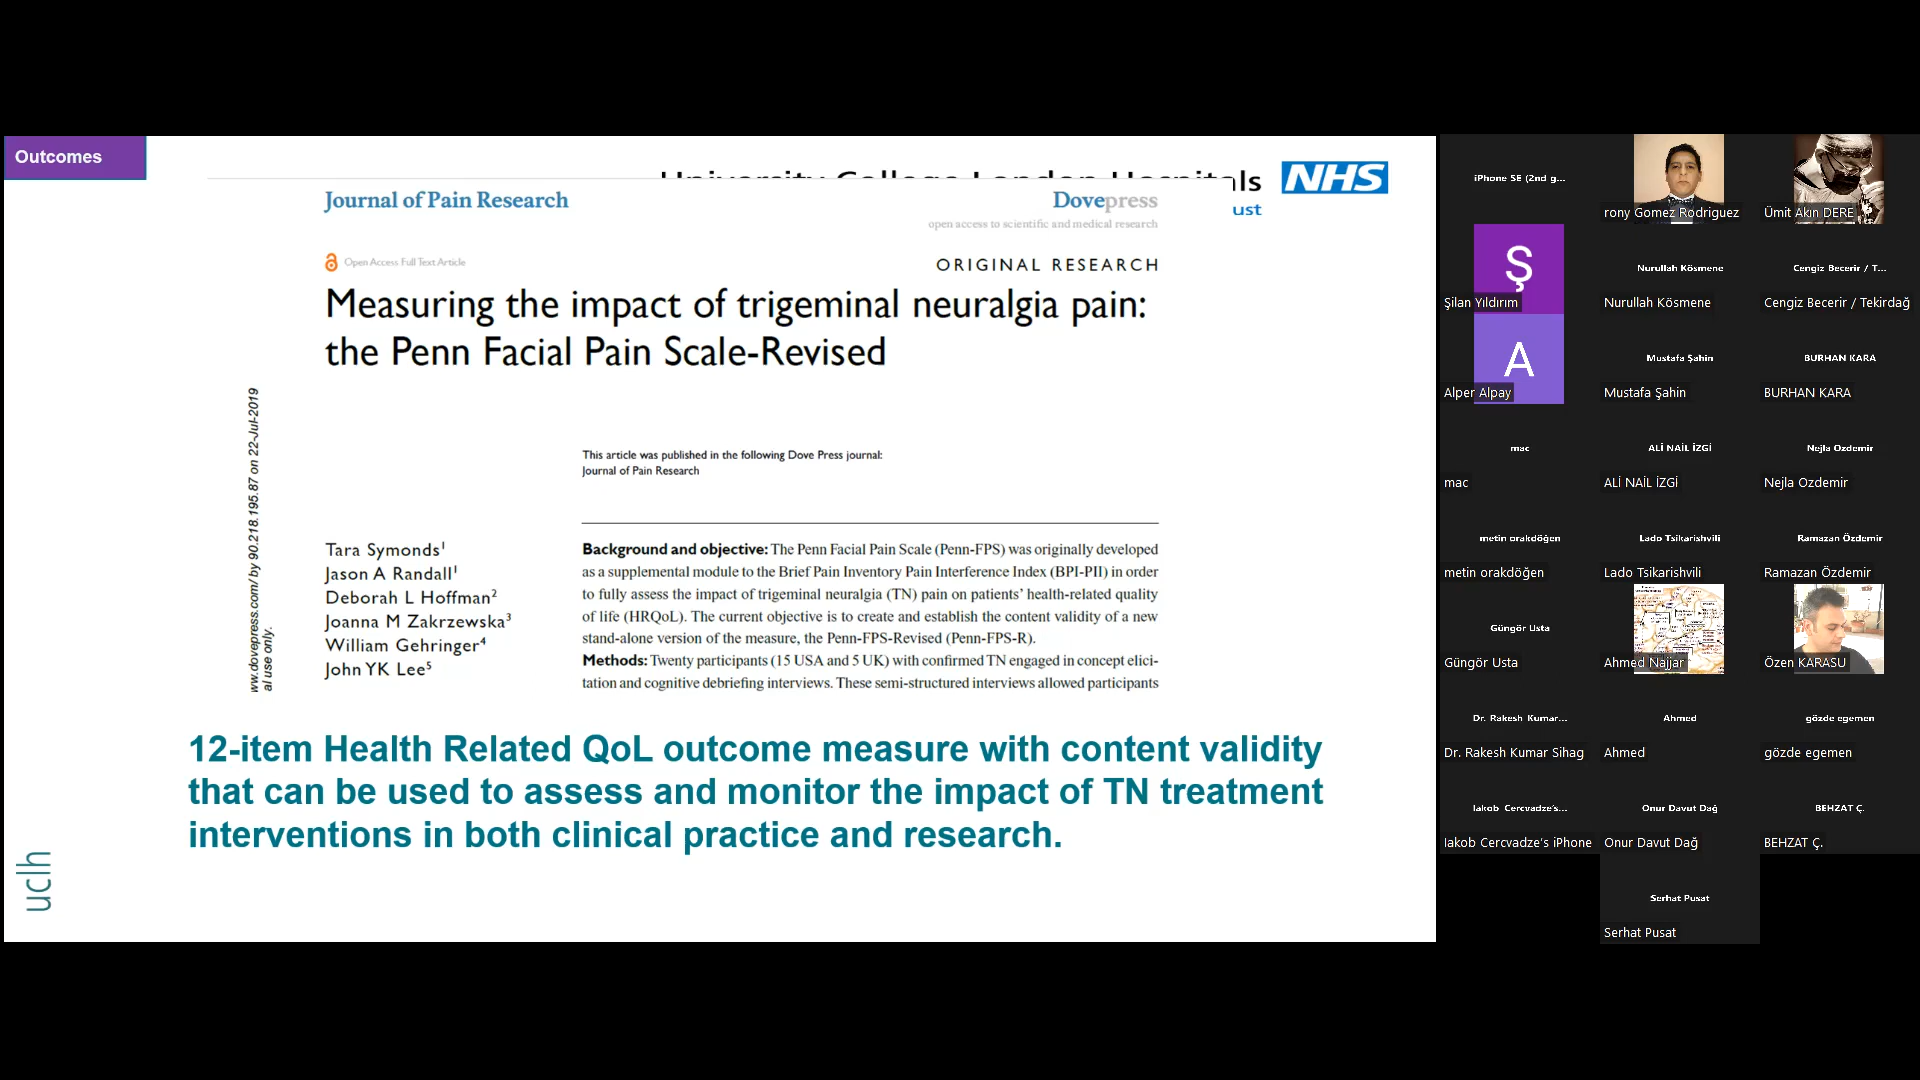 Outcomes
ls NHS
ust
Journal of Pain Research
Dovepress
open access to scientific and medical research
Open Access Full Text Article
ORIGINAL RESEARCH
Measuring the impact of trigeminal neuralgia pain:
the Penn Facial Pain Scale-Revised
ww.dovepress.com/ by 90.218.195.87 on 22-Jul-2019
al use only.
This article was published in the following Dove Press journal:
Journal of Pain Research
Tara Symonds1
Jason A Randall1
Deborah L Hoffman2
Joanna M Zakrzewska3
William Gehringer4
John YK Lee5
Background and objective: The Penn Facial Pain Scale (Penn-FPS) was originally developed
as a supplemental module to the Brief Pain Inventory Pain Interference Index (BPI-PII) in order
to fully assess the impact of trigeminal neuralgia (TN) pain on patients' health-related quality
of life (HRQoL). The current objective is to create and establish the content validity of a new
stand-alone version of the measure, the Penn-FPS-Revised (Penn-FPS-R).
Methods: Twenty participants (15 USA and 5 UK) with confirmed TN engaged in concept elici-
tation and cognitive debriefing interviews. These semi-structured interviews allowed participants
12-item Health Related QoL outcome measure with content validity
that can be used to assess and monitor the impact of TN treatment
interventions in both clinical practice and research.
uclh
iPhone SE (2nd g...
rony Gomez Rodriguez
Ümit Akın DERE
Ş
Şilan Yıldırım
Nurullah Kösmene
Nurullah Kösmene
Cengiz Becerir / T...
Cengiz Becerir / Tekirdağ
A
Alper Alpay
Mustafa Şahin
Mustafa Şahin
BURHAN KARA
BURHAN KARA
mac
mac
ALİ NAİL İZGİ
ALİ NAİL İZGİ
Nejla Ozdemir
Nejla Ozdemir
metin orakdöğen
metin orakdöğen
Lado Tsikarishvili
Lado Tsikarishvili
Ramazan Özdemir
Ramazan Özdemir
Güngör Usta
Güngör Usta
Ahmed Najjar
Özen KARASU
Dr. Rakesh Kumar...
Dr. Rakesh Kumar Sihag
Ahmed
Ahmed
gözde egemen
gözde egemen
Iakob Cercvadze's...
Iakob Cercvadze's iPhone
Onur Davut Dağ
Onur Davut Dağ
BEHZAT Ç.
BEHZAT Ç.
Serhat Pusat
Serhat Pusat